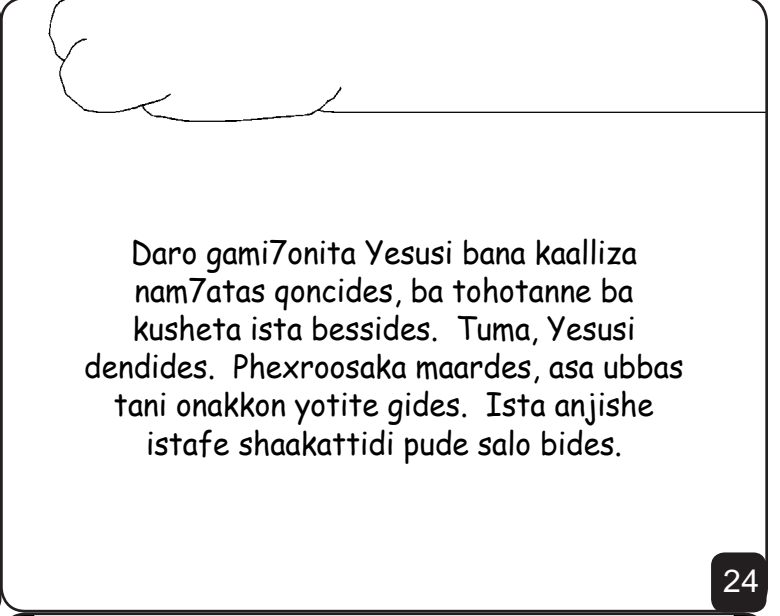 Daro gami7onita Yesusi bana kaalliza
nam7atas qoncides, ba tohotanne ba
kusheta ista bessides.  Tuma, Yesusi
dendides.  Phexroosaka maardes, asa ubbas
tani onakkon yotite gides.  Ista anjishe
istafe shaakattidi pude salo bides.
24